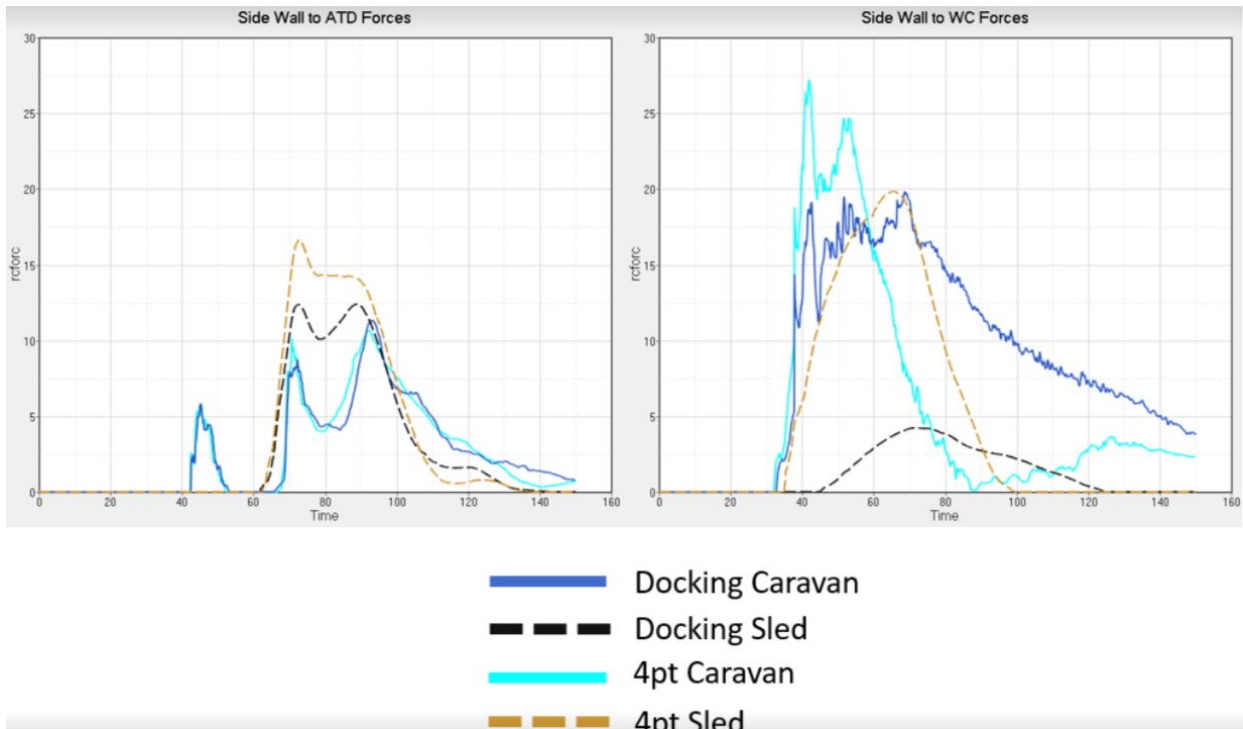 Side Wall to ATD Forces
30
25
20
15
10
5
0
rcforc
0 20 40 60 80 100 120 140 160
Time
Side Wall to WC Forces
30
25
20
15
10
5
0
rcforc
0 20 40 60 80 100 120 140 160
Time
Docking Caravan
Docking Sled
4pt Caravan
4pt Sled